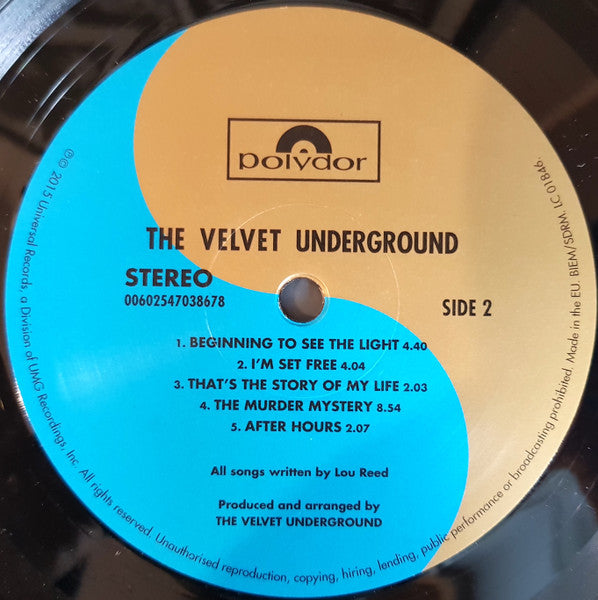 polydor
THE VELVET UNDERGROUND
STEREO
00602547038678
SIDE 2
1. BEGINNING TO SEE THE LIGHT 4.40
2. I'M SET FREE 4.04
3. THAT'S THE STORY OF MY LIFE 2.03
4. THE MURDER MYSTERY 8.54
5. AFTER HOURS 2.07
All songs written by Lou Reed
Produced and arranged by
THE VELVET UNDERGROUND
℗© 2015 Universal Records, a Division of UMG Recordings, Inc. All rights reserved. Unauthorised reproduction, copying, hiring, lending, public performance or broadcasting prohibited. Made in the EU. BIEM/SDRM. LC 01846.